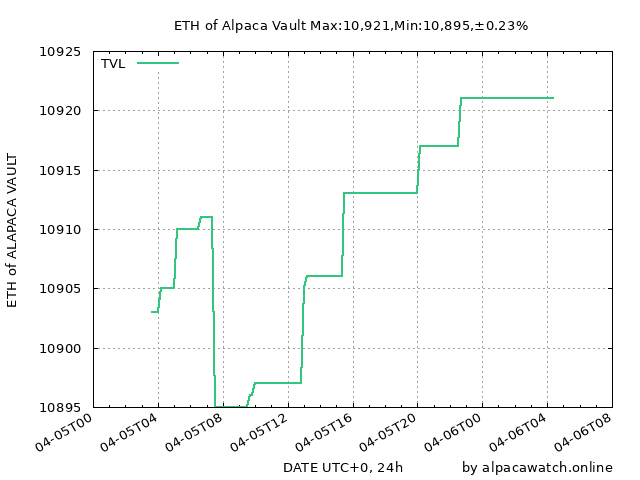 ETH of Alpaca Vault Max:10,921,Min:10,895,±0.23%
TVL
10925
10920
10915
10910
10905
10900
10895
ETH of ALAPACA VAULT
04-05T00
04-05T04
04-05T08
04-05T12
04-05T16
04-05T20
04-06T00
04-06T04
04-06T08
DATE UTC+0, 24h
by alpacawatch.online